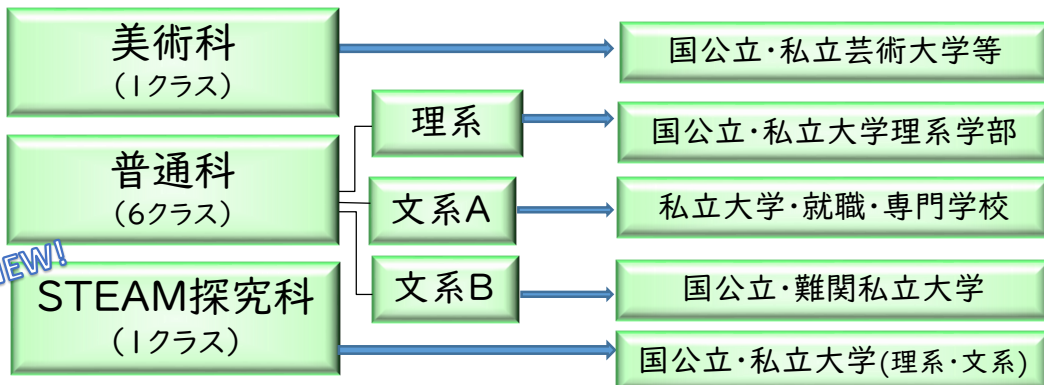 美術科
(1クラス)
国公立・私立芸術大学等
理系
国公立・私立大学理系学部
普通科
(6クラス)
文系A
私立大学・就職・専門学校
文系B
国公立・難関私立大学
NEW!
STEAM探究科
(1クラス)
国公立・私立大学(理系・文系)